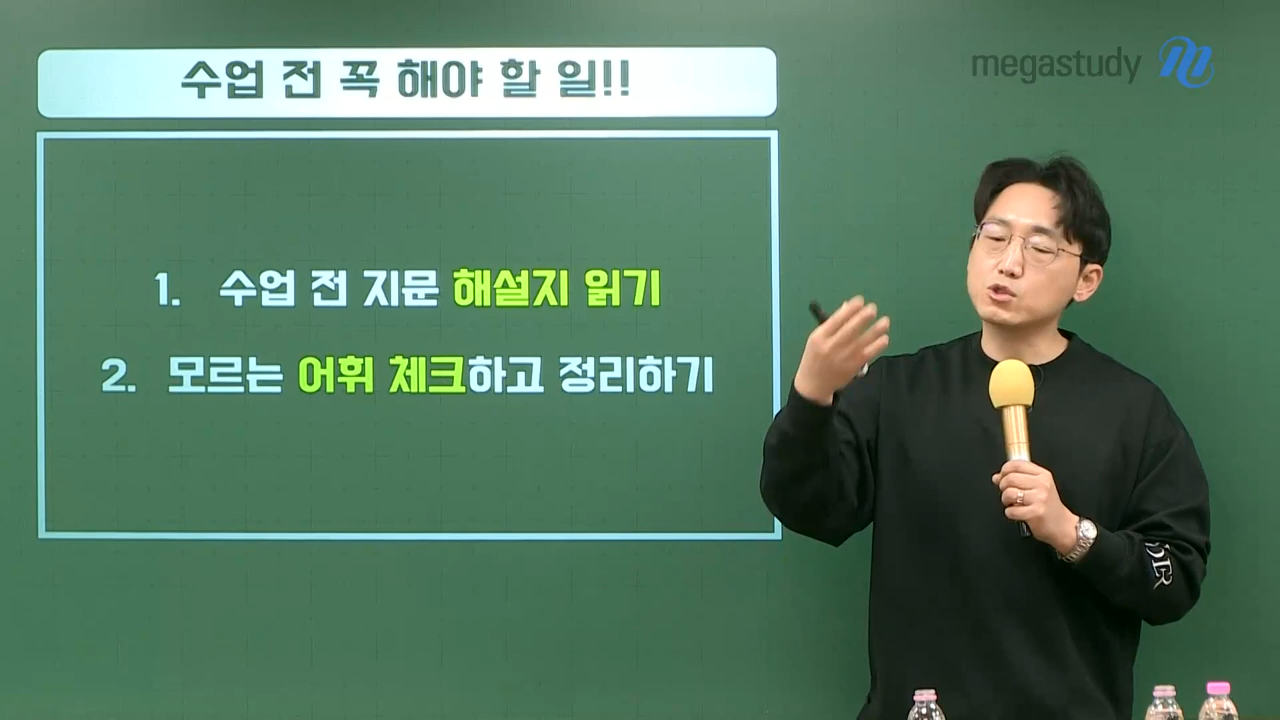 수업 전 꼭 해야 할 일!!
megastudy
1. 수업 전 지문 해설지 읽기
2. 모르는 어휘 체크하고 정리하기